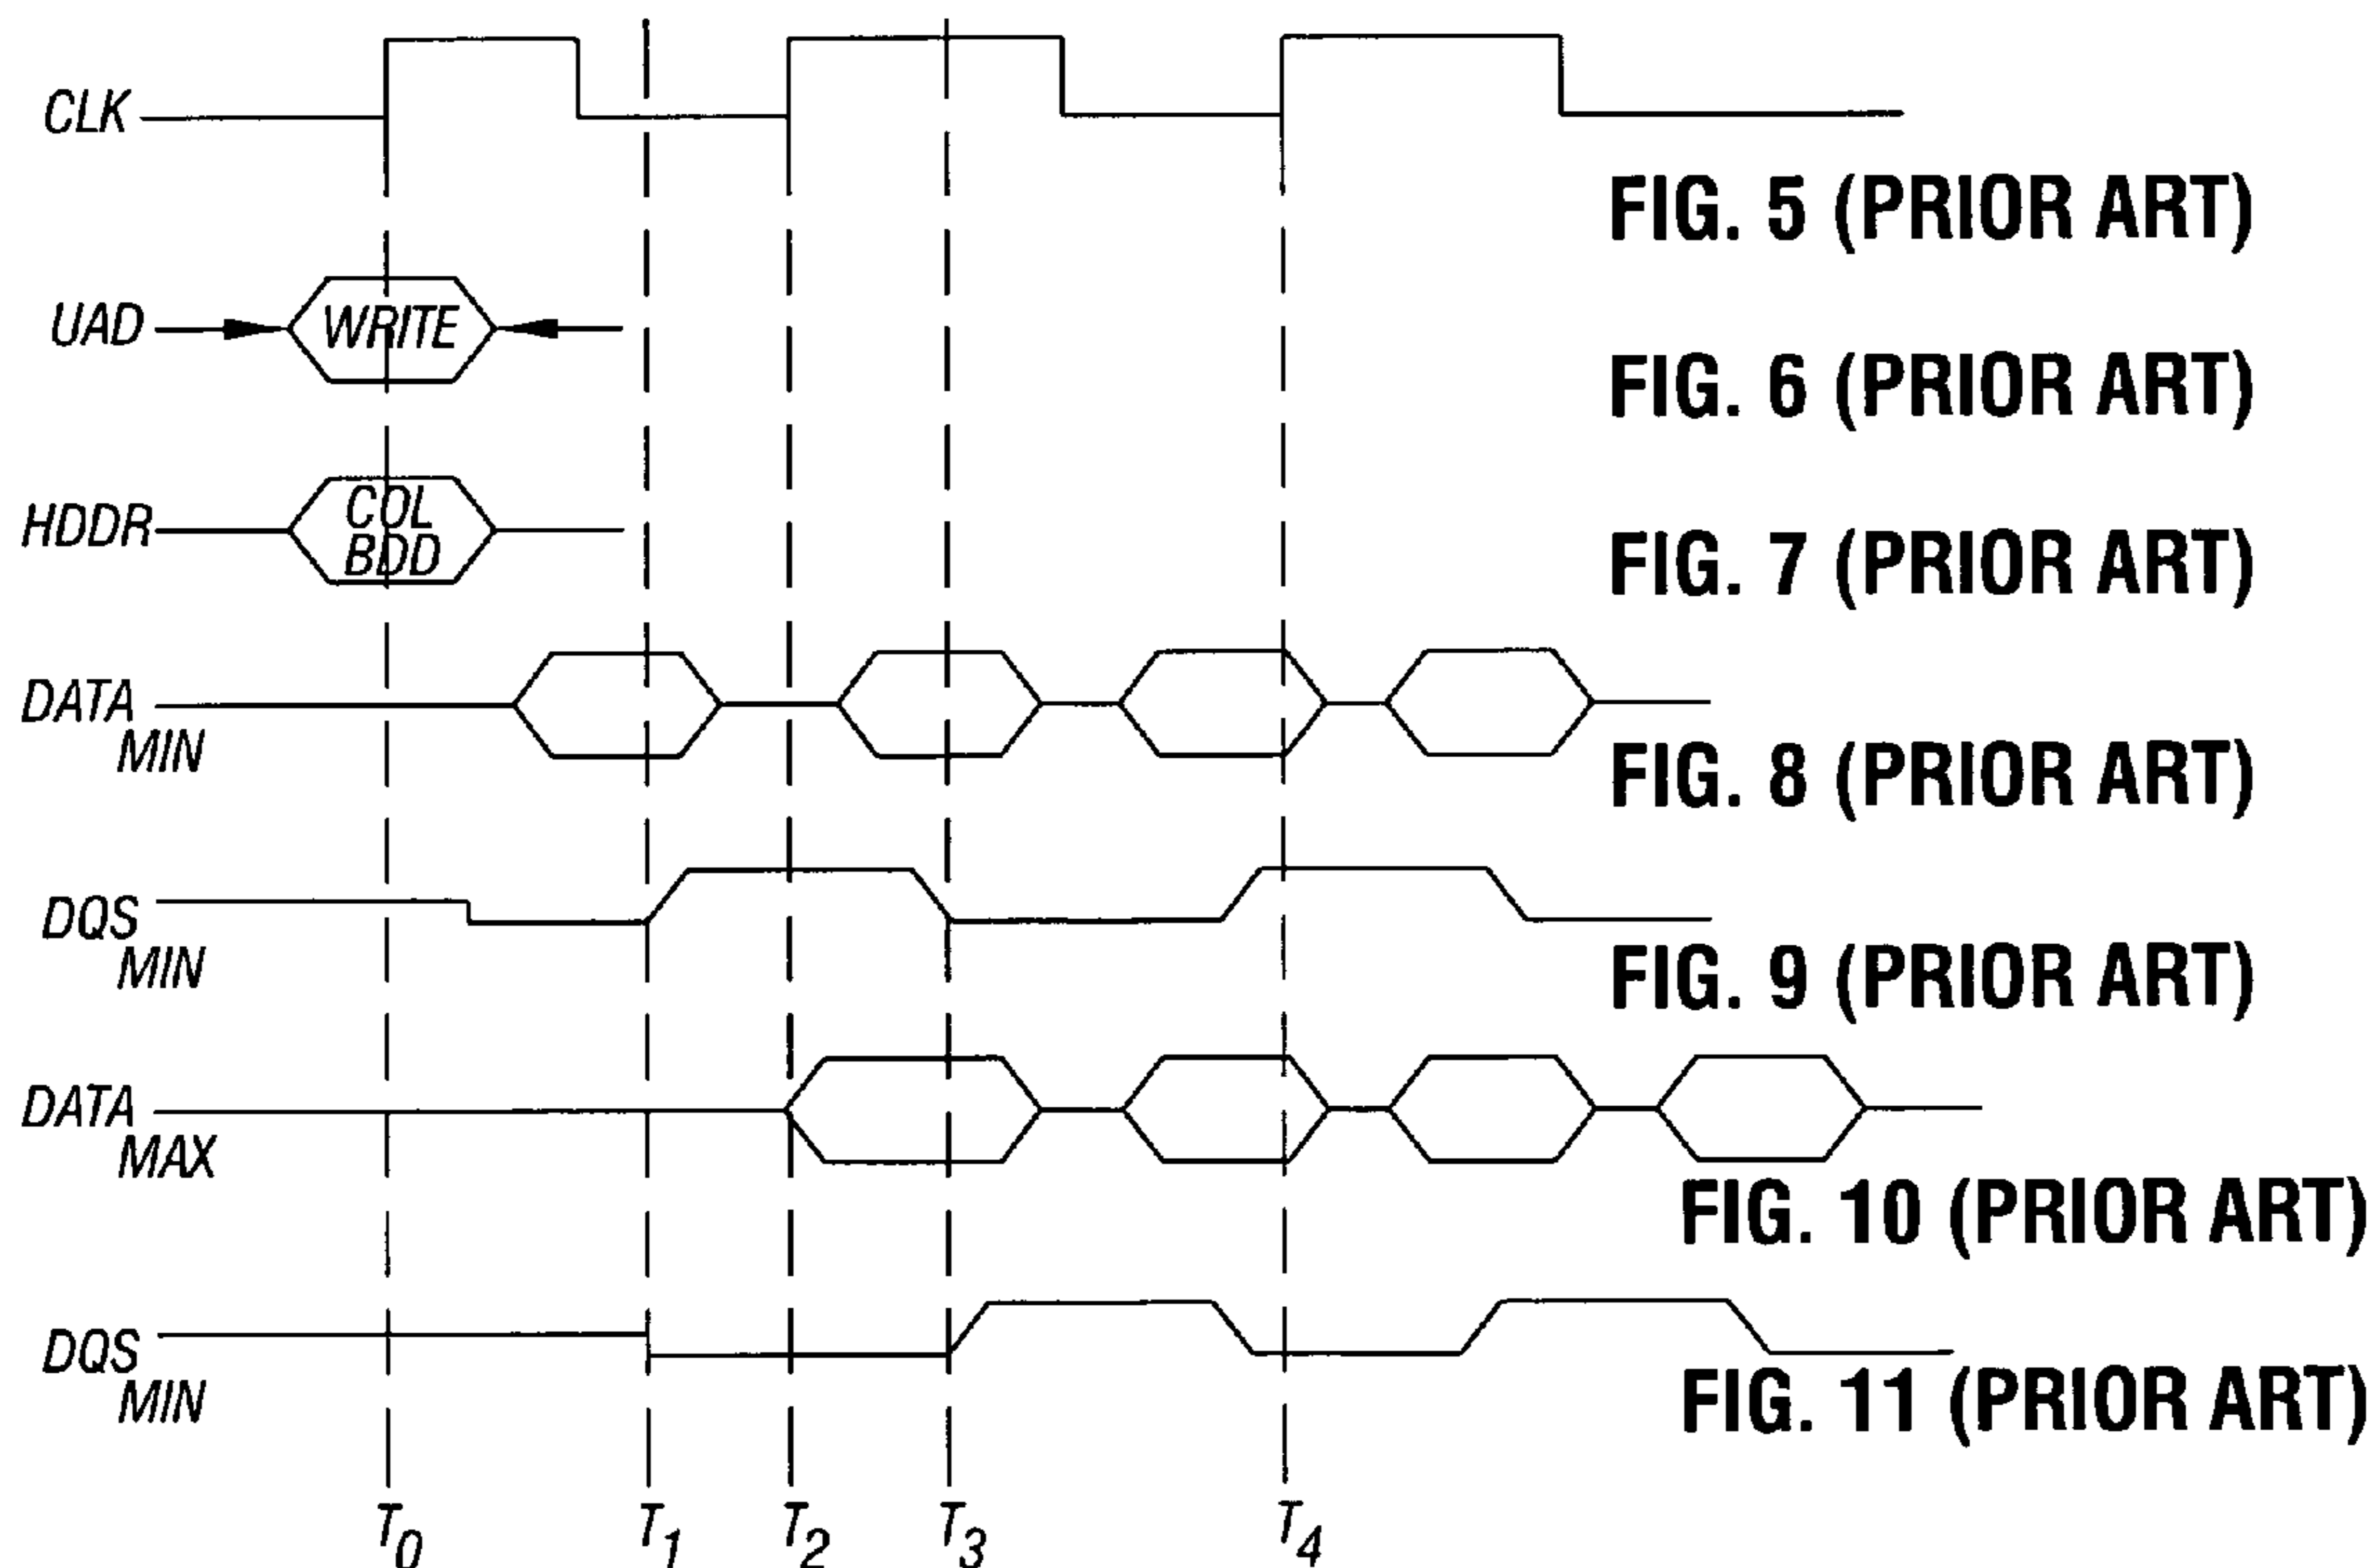 CLK
FIG. 5 (PRIOR ART)
UAD WRITE
FIG. 6 (PRIOR ART)
HDDR COL
BDD
FIG. 7 (PRIOR ART)
DATA
MIN
FIG. 8 (PRIOR ART)
DQS
MIN
FIG. 9 (PRIOR ART)
DATA
MAX
FIG. 10 (PRIOR ART)
DQS
MIN
FIG. 11 (PRIOR ART)
T0 T1 T2 T3 T4